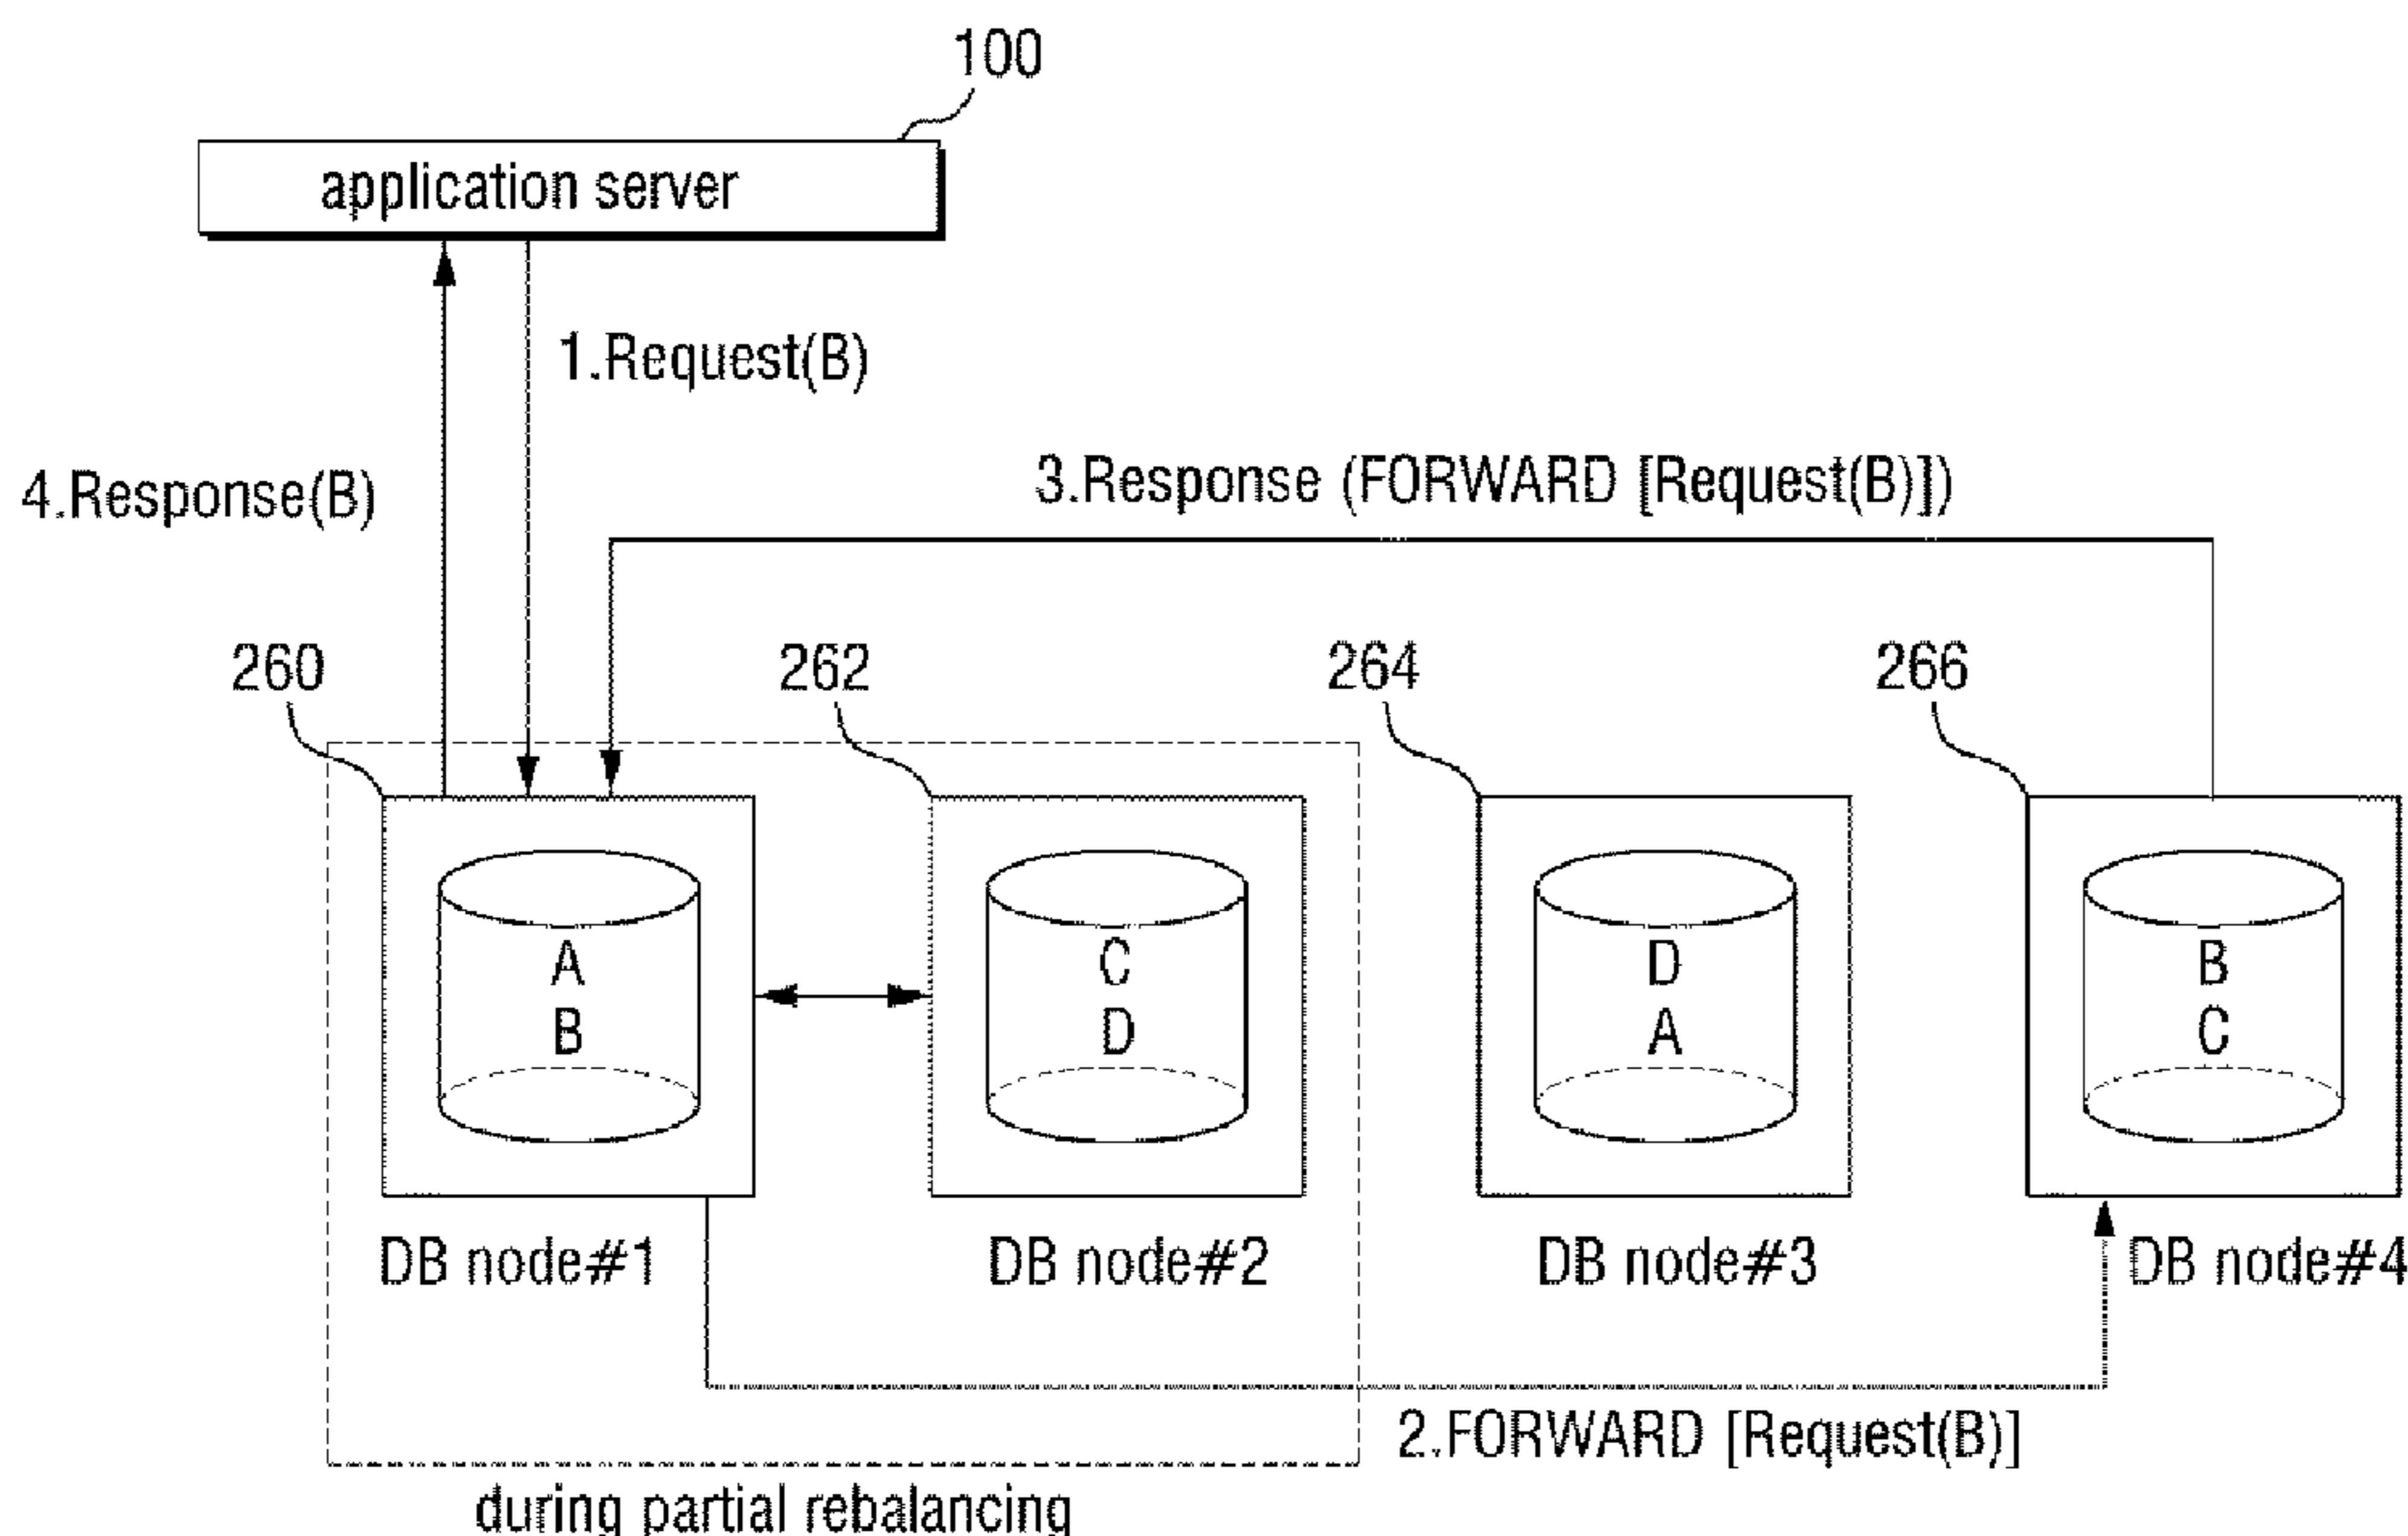 100
application server
1.Request(B)
4.Response(B)
3.Response (FORWARD [Request(B)])
260
262
264
266
A
B
C
D
D
A
B
C
DB node#1
DB node#2
DB node#3
DB node#4
2.FORWARD [Request(B)]
during partial rebalancing